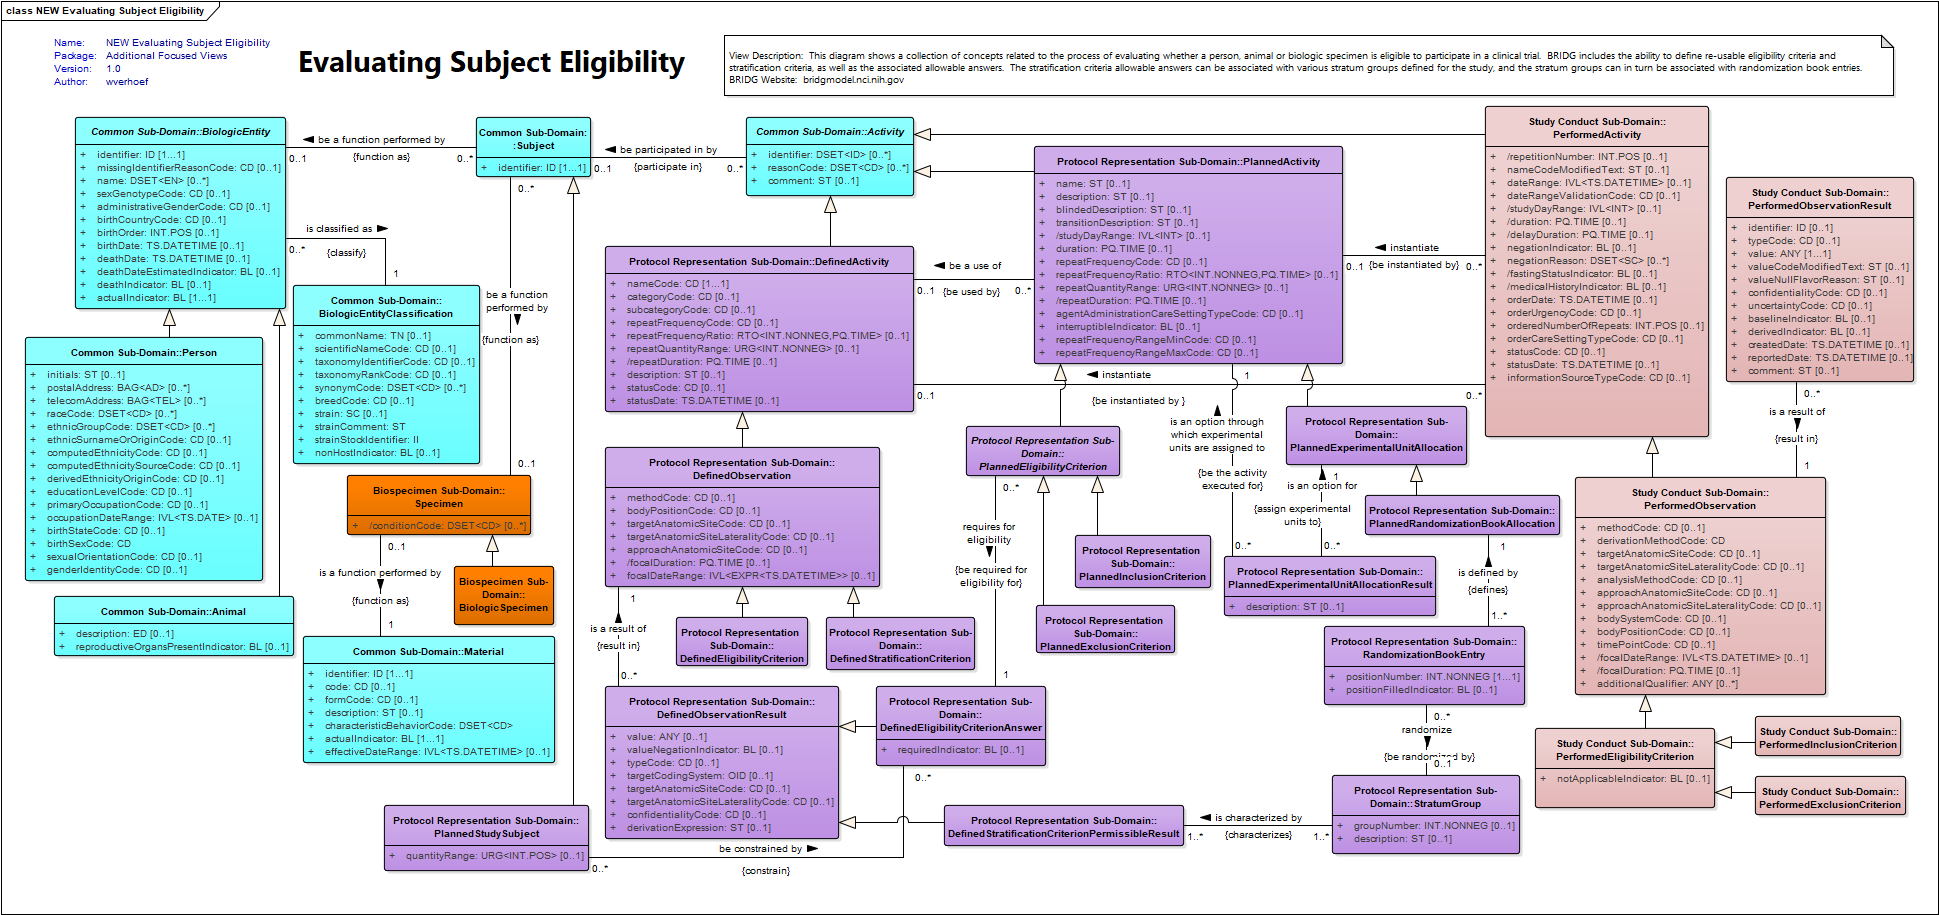 class NEW Evaluating Subject Eligibility
Name: NEW Evaluating Subject Eligibility
Package: Additional Focused Views
Version: 1.0
Author: wverhoef
Evaluating Subject Eligibility
View Description: This diagram shows a collection of concepts related to the process of evaluating whether a person, animal or biologic specimen is eligible to participate in a clinical trial. BRIDG includes the ability to define re-usable eligibility criteria and
stratification criteria, as well as the associated allowable answers. The stratification criteria allowable answers can be associated with various stratum groups defined for the study, and the stratum groups can in turn be associated with randomization book entries.
BRIDG Website: bridgmodel.nci.nih.gov
Common Sub-Domain::BiologicEntity
+ identifier: ID [1...1]
+ missingIdentifierReasonCode: CD [0..1]
+ name: DSET<EN> [0..*]
+ sexGenotypeCode: CD [0..1]
+ administrativeGenderCode: CD [0..1]
+ birthCountryCode: CD [0..1]
+ birthOrder: INT.POS [0..1]
+ birthDate: TS.DATETIME [0..1]
+ deathDate: TS.DATETIME [0..1]
+ deathDateEstimatedIndicator: BL [0..1]
+ deathIndicator: BL [0..1]
+ actualIndicator: BL [1...1]
be a function performed by
{function as}
0..1
0..*
Common Sub-Domain:
:Subject
+ identifier: ID [1...1]
be participated in by
{participate in}
0..1
0..*
Common Sub-Domain::Activity
+ identifier: DSET<ID> [0..*]
+ reasonCode: DSET<CD> [0..*]
+ comment: ST [0..1]
Protocol Representation Sub-Domain::PlannedActivity
+ name: ST [0..1]
+ description: ST [0..1]
+ blindedDescription: ST [0..1]
+ transitionDescription: ST [0..1]
+ /studyDayRange: IVL<INT> [0..1]
+ duration: PQ.TIME [0..1]
+ repeatFrequencyCode: CD [0..1]
+ repeatFrequencyRatio: RTO<INT.NONNEG,PQ.TIME> [0..1]
+ repeatQuantityRange: URG<INT.NONNEG> [0..1]
+ /repeatDuration: PQ.TIME [0..1]
+ agentAdministrationCareSettingTypeCode: CD [0..1]
+ interruptibleIndicator: BL [0..1]
+ repeatFrequencyRangeMinCode: CD [0..1]
+ repeatFrequencyRangeMaxCode: CD [0..1]
Study Conduct Sub-Domain::
PerformedActivity
+ /repetitionNumber: INT.POS [0..1]
+ nameCodeModifiedText: ST [0..1]
+ dateRange: IVL<TS.DATETIME> [0..1]
+ dateRangeValidationCode: CD [0..1]
+ /studyDayRange: IVL<INT> [0..1]
+ /duration: PQ.TIME [0..1]
+ /delayDuration: PQ.TIME [0..1]
+ negationIndicator: BL [0..1]
+ negationReason: DSET<SC> [0..*]
+ /fastingStatusIndicator: BL [0..1]
+ /medicalHistoryIndicator: BL [0..1]
+ orderDate: TS.DATETIME [0..1]
+ orderUrgencyCode: CD [0..1]
+ orderedNumberOfRepeats: INT.POS [0..1]
+ orderCareSettingTypeCode: CD [0..1]
+ statusCode: CD [0..1]
+ statusDate: TS.DATETIME [0..1]
+ informationSourceTypeCode: CD [0..1]
Study Conduct Sub-Domain::
PerformedObservationResult
+ identifier: ID [0..1]
+ typeCode: CD [0..1]
+ value: ANY [1...1]
+ valueCodeModifiedText: ST [0..1]
+ valueNullFlavorReason: ST [0..1]
+ confidentialityCode: CD [0..1]
+ uncertaintyCode: CD [0..1]
+ baselineIndicator: BL [0..1]
+ derivedIndicator: BL [0..1]
+ createdDate: TS.DATETIME [0..1]
+ reportedDate: TS.DATETIME [0..1]
+ comment: ST [0..1]
is classified as
{classify}
0..*
1
Common Sub-Domain::
BiologicEntityClassification
+ commonName: TN [0..1]
+ scientificNameCode: CD [0..1]
+ taxonomyIdentifierCode: CD [0..1]
+ taxonomyRankCode: CD [0..1]
+ synonymCode: DSET<CD> [0..*]
+ breedCode: CD [0..1]
+ strain: SC [0..1]
+ strainComment: ST
+ strainStockIdentifier: II
+ nonHostIndicator: BL [0..1]
0..*
be a function
performed by
{function as}
0..1
Protocol Representation Sub-Domain::DefinedActivity
+ nameCode: CD [1...1]
+ categoryCode: CD [0..1]
+ subcategoryCode: CD [0..1]
+ repeatFrequencyCode: CD [0..1]
+ repeatFrequencyRatio: RTO<INT.NONNEG,PQ.TIME> [0..1]
+ repeatQuantityRange: URG<INT.NONNEG> [0..1]
+ /repeatDuration: PQ.TIME [0..1]
+ description: ST [0..1]
+ statusCode: CD [0..1]
+ statusDate: TS.DATETIME [0..1]
be a use of
{be used by}
0..1
0..*
instantiate
{be instantiated by}
0..1
0..*
instantiate
{be instantiated by }
0..1
0..*
Common Sub-Domain::Person
+ initials: ST [0..1]
+ postalAddress: BAG<AD> [0..*]
+ telecomAddress: BAG<TEL> [0..*]
+ raceCode: DSET<CD> [0..*]
+ ethnicGroupCode: DSET<CD> [0..*]
+ ethnicSurnameOrOriginCode: CD [0..1]
+ computedEthnicityCode: CD [0..1]
+ computedEthnicitySourceCode: CD [0..1]
+ derivedEthnicityOriginCode: CD [0..1]
+ educationLevelCode: CD [0..1]
+ primaryOccupationCode: CD [0..1]
+ occupationDateRange: IVL<TS.DATE> [0..1]
+ birthStateCode: CD [0..1]
+ birthSexCode: CD
+ sexualOrientationCode: CD [0..1]
+ genderIdentityCode: CD [0..1]
Common Sub-Domain::Animal
+ description: ED [0..1]
+ reproductiveOrgansPresentIndicator: BL [0..1]
Biospecimen Sub-Domain::
Specimen
+ /conditionCode: DSET<CD> [0..*]
0..1
is a function performed by
{function as}
1
Biospecimen Sub-
Domain::
BiologicSpecimen
Common Sub-Domain::Material
+ identifier: ID [1...1]
+ code: CD [0..1]
+ formCode: CD [0..1]
+ description: ST [0..1]
+ characteristicBehaviorCode: DSET<CD>
+ actualIndicator: BL [1...1]
+ effectiveDateRange: IVL<TS.DATETIME> [0..1]
Protocol Representation Sub-Domain::
DefinedObservation
+ methodCode: CD [0..1]
+ bodyPositionCode: CD [0..1]
+ targetAnatomicSiteCode: CD [0..1]
+ targetAnatomicSiteLateralityCode: CD [0..1]
+ approachAnatomicSiteCode: CD [0..1]
+ /focalDuration: PQ.TIME [0..1]
+ focalDateRange: IVL<EXPR<TS.DATETIME>> [0..1]
1
is a result of
{result in}
0..*
Protocol Representation
Sub-Domain::
DefinedEligibilityCriterion
Protocol Representation Sub-
Domain::
DefinedStratificationCriterion
Protocol Representation Sub-Domain::
DefinedObservationResult
+ value: ANY [0..1]
+ valueNegationIndicator: BL [0..1]
+ typeCode: CD [0..1]
+ targetCodingSystem: OID [0..1]
+ targetAnatomicSiteCode: CD [0..1]
+ targetAnatomicSiteLateralityCode: CD [0..1]
+ confidentialityCode: CD [0..1]
+ derivationExpression: ST [0..1]
Protocol Representation Sub-
Domain::
DefinedEligibilityCriterionAnswer
+ requiredIndicator: BL [0..1]
0..*
Protocol Representation Sub-Domain::
PlannedStudySubject
+ quantityRange: URG<INT.POS> [0..1]
be constrained by
{constrain}
0..*
Protocol Representation Sub-
Domain::
PlannedEligibilityCriterion
0..*
requires for
eligibility
{be required for
eligibility for}
1
Protocol Representation
Sub-Domain::
PlannedInclusionCriterion
Protocol Representation
Sub-Domain::
PlannedExclusionCriterion
1
is an option through
which experimental
units are assigned to
{be the activity
executed for}
0..*
Protocol Representation Sub-
Domain::
PlannedExperimentalUnitAllocation
1
is an option for
{assign experimental
units to}
0..*
Protocol Representation Sub-Domain::
PlannedRandomizationBookAllocation
Protocol Representation Sub-Domain::
PlannedExperimentalUnitAllocationResult
+ description: ST [0..1]
1
is defined by
{defines}
1..*
Protocol Representation Sub-Domain::
RandomizationBookEntry
+ positionNumber: INT.NONNEG [1...1]
+ positionFilledIndicator: BL [0..1]
0..*
randomize
{be randomized by}
0..1
Protocol Representation Sub-
Domain::StratumGroup
+ groupNumber: INT.NONNEG [0..1]
+ description: ST [0..1]
is characterized by
{characterizes}
1..*
1..*
Protocol Representation Sub-Domain::
DefinedStratificationCriterionPermissibleResult
0..*
is a result of
{result in}
1
Study Conduct Sub-Domain::
PerformedObservation
+ methodCode: CD [0..1]
+ derivationMethodCode: CD
+ targetAnatomicSiteCode: CD [0..1]
+ targetAnatomicSiteLateralityCode: CD [0..1]
+ analysisMethodCode: CD [0..1]
+ approachAnatomicSiteCode: CD [0..1]
+ approachAnatomicSiteLateralityCode: CD [0..1]
+ bodySystemCode: CD [0..1]
+ bodyPositionCode: CD [0..1]
+ timePointCode: CD [0..1]
+ /focalDateRange: IVL<TS.DATETIME> [0..1]
+ /focalDuration: PQ.TIME [0..1]
+ additionalQualifier: ANY [0..*]
Study Conduct Sub-Domain::
PerformedEligibilityCriterion
+ notApplicableIndicator: BL [0..1]
Study Conduct Sub-Domain::
PerformedInclusionCriterion
Study Conduct Sub-Domain::
PerformedExclusionCriterion